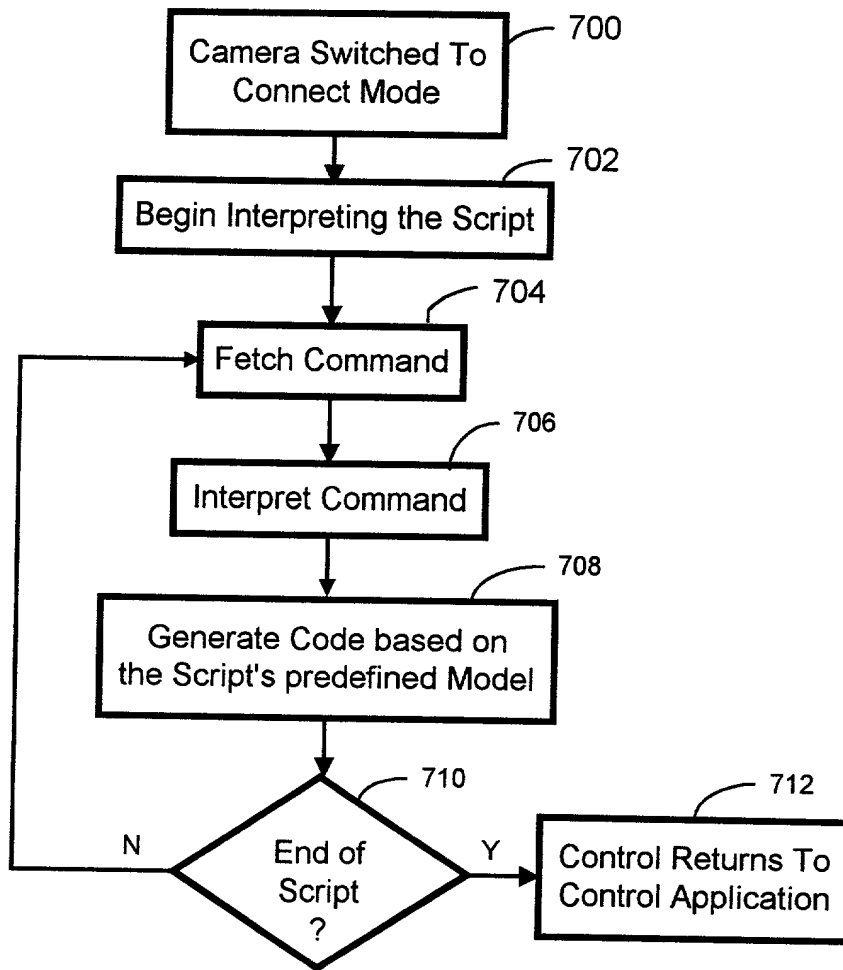 700
Camera Switched To
Connect Mode
702
Begin Interpreting the Script
704
Fetch Command
706
Interpret Command
708
Generate Code based on
the Script's predefined Model
710
N
End of
Script
?
Y
712
Control Returns To
Control Application